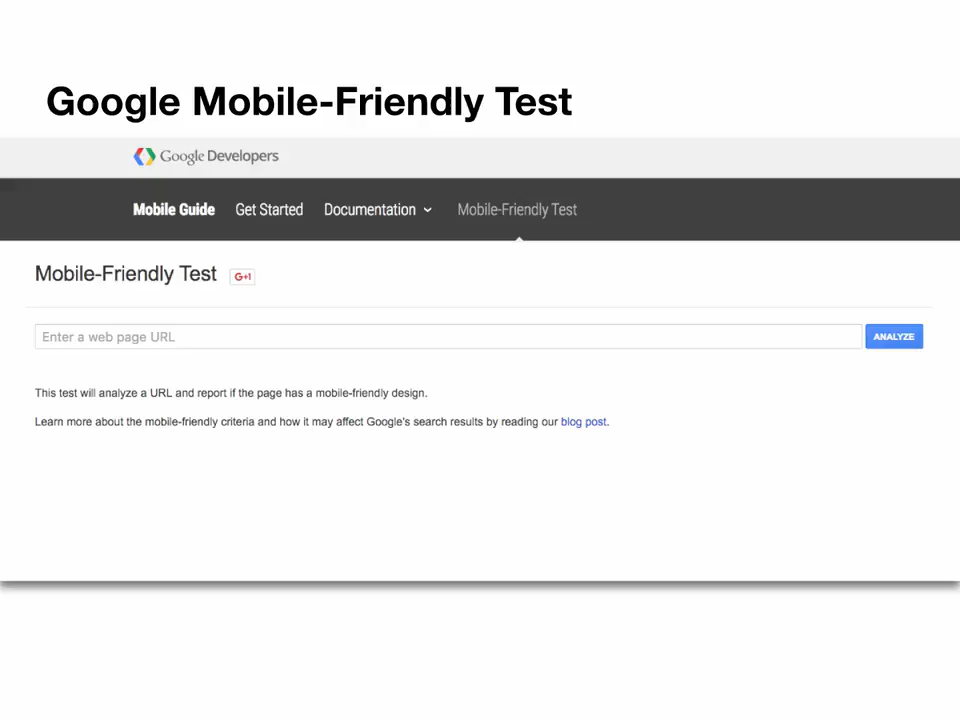 Google Mobile-Friendly Test
Google Developers
Mobile Guide Get Started Documentation Mobile-Friendly Test
Mobile-Friendly Test G+1
Enter a web page URL ANALYZE
This test will analyze a URL and report if the page has a mobile-friendly design.
Learn more about the mobile-friendly criteria and how it may affect Google's search results by reading our blog post.